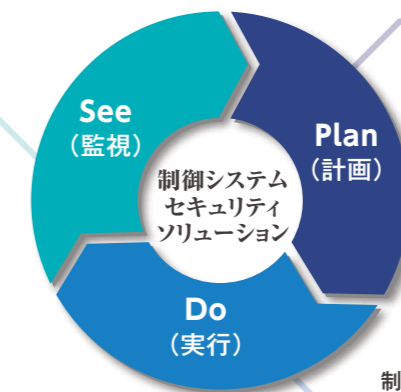 See
(監視)
Plan
(計画)
制御システム
セキュリティ
ソリューション
Do
(実行)
制